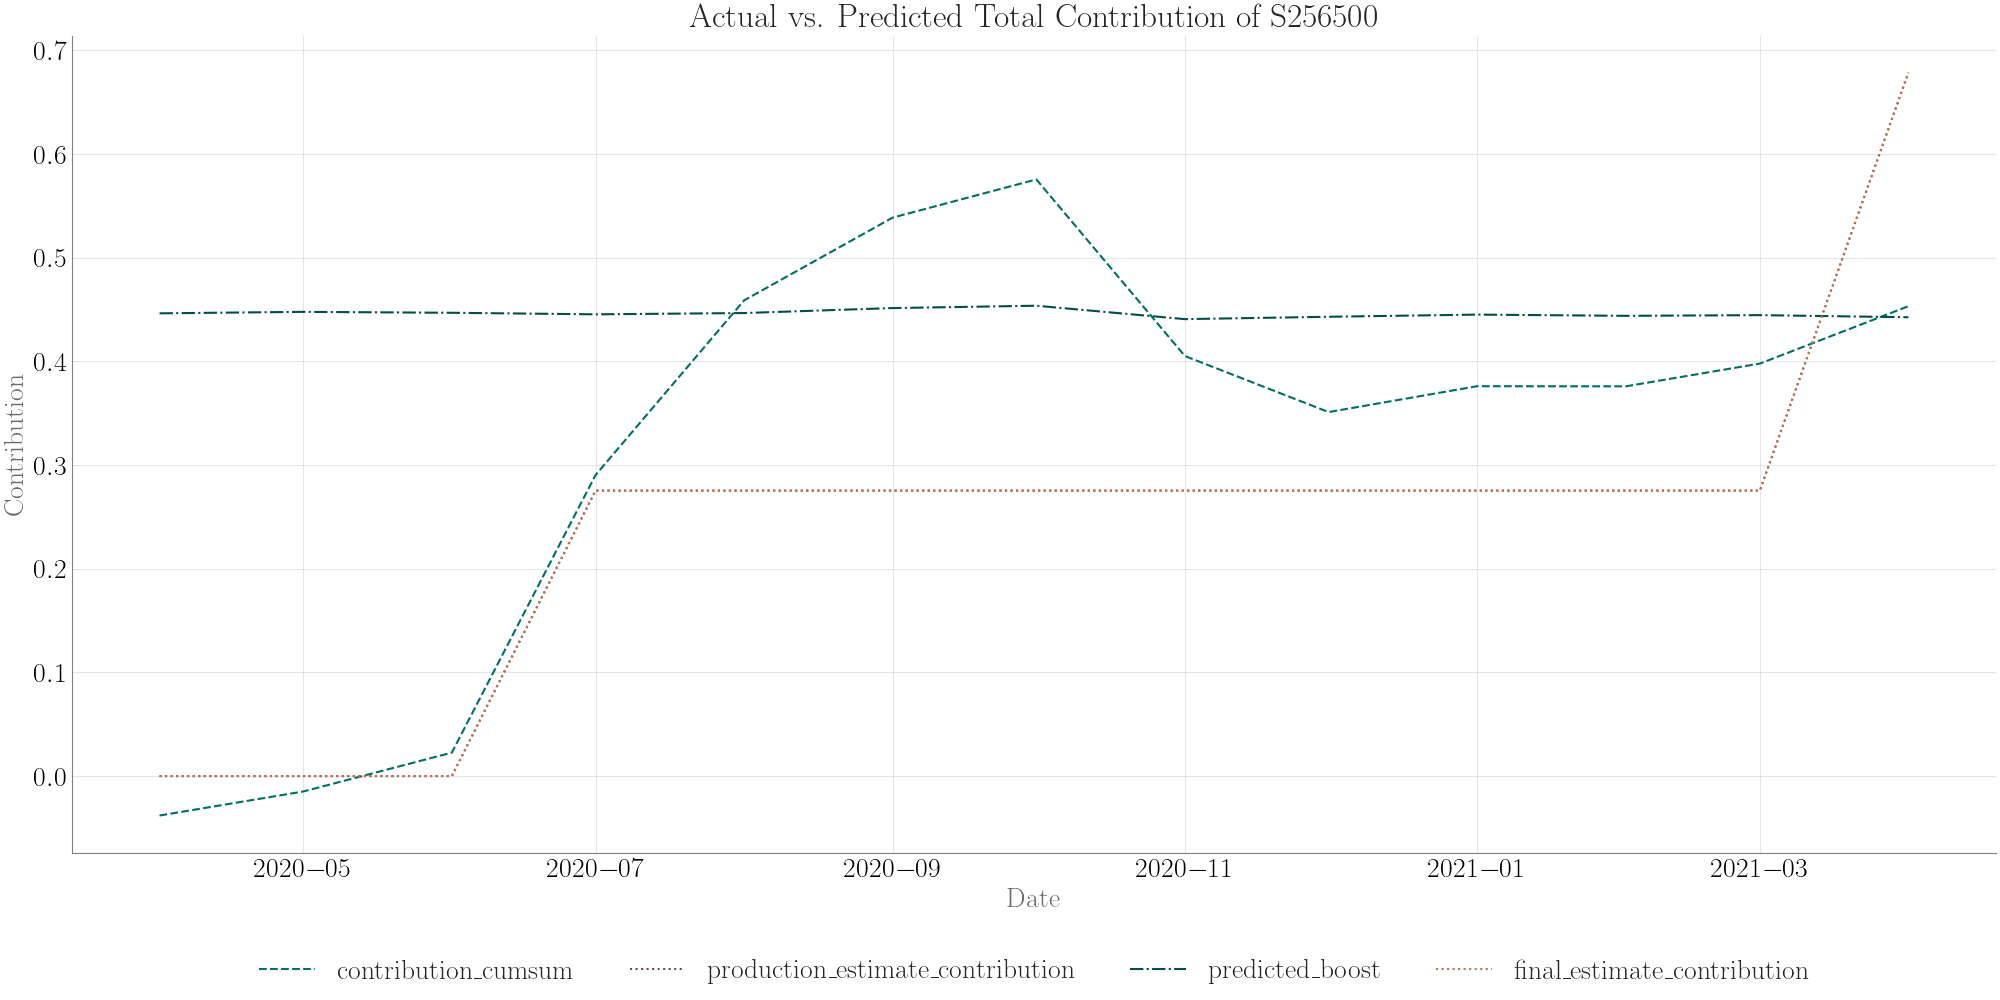 Actual vs. Predicted Total Contribution of S256500
0.7
0.6
0.5
0.4
0.3
0.2
0.1
0.0
Contribution
2020−05 2020−07 2020−09 2020−11 2021−01 2021−03
Date
contribution_cumsum production_estimate_contribution predicted_boost final_estimate_contribution